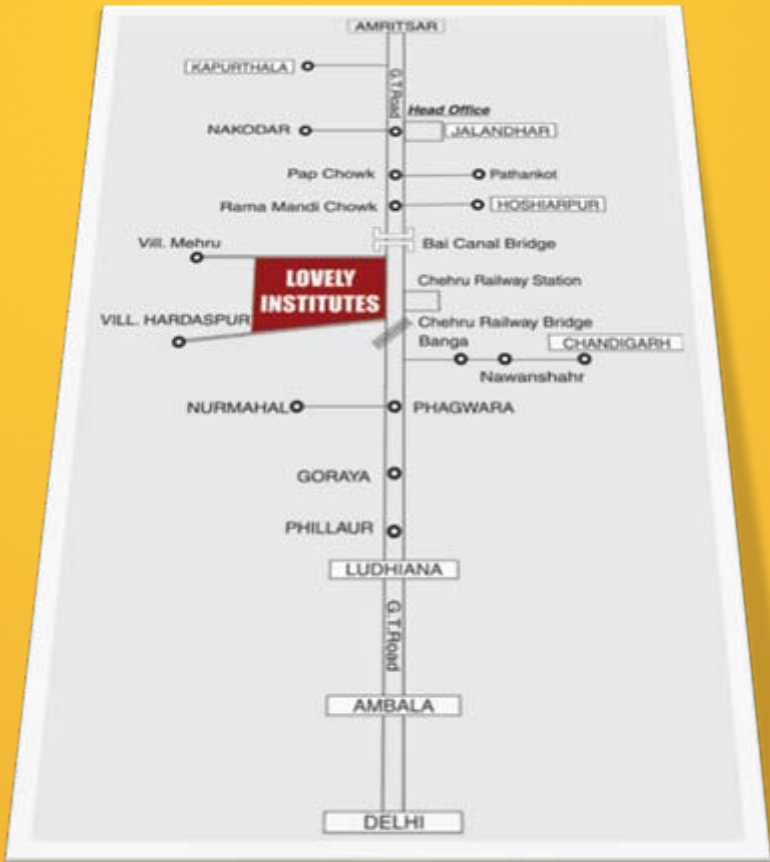 AMRITSAR
KAPURTHALA
G.T.Road
Head Office
NAKODAR
JALANDHAR
Pap Chowk
Pathankot
Rama Mandi Chowk
HOSHIARPUR
Vill. Mehru
Bai Canal Bridge
LOVELY
INSTITUTES
Chehru Railway Station
VILL. HARDASPUR
Chehru Railway Bridge
Banga
CHANDIGARH
Nawanshahr
NURMAHAL
PHAGWARA
GORAYA
PHILLAUR
LUDHIANA
G.T.Road
AMBALA
DELHI